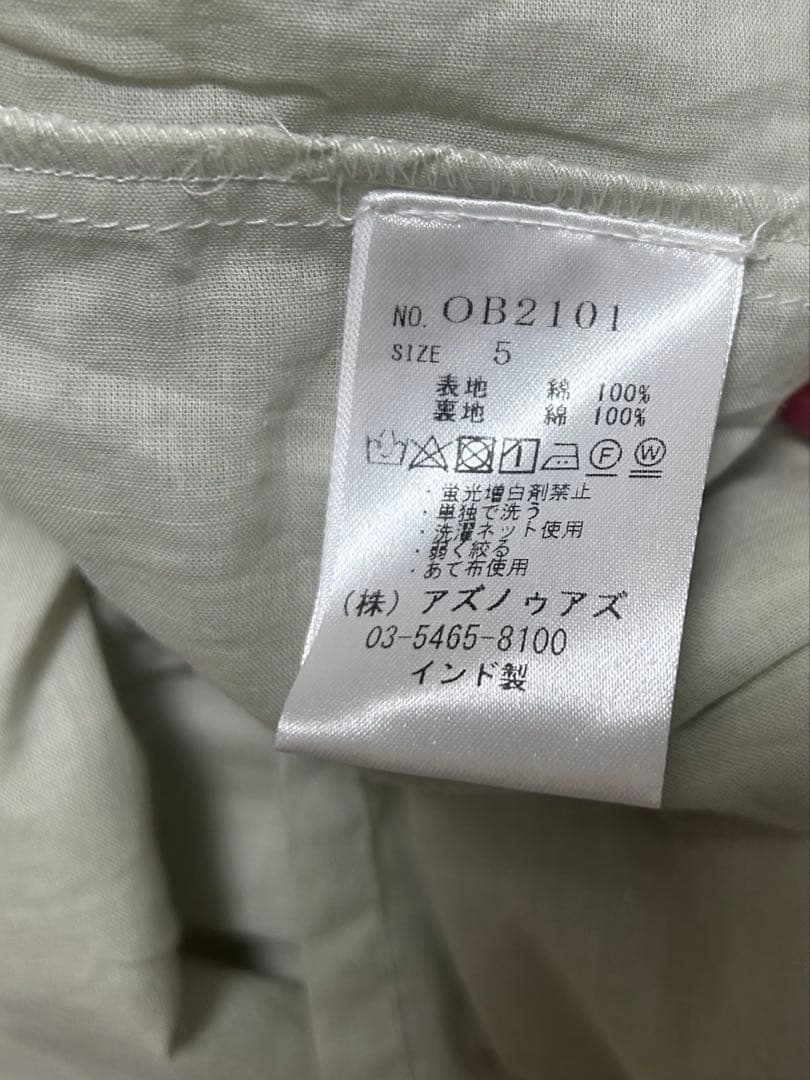 NO. OB2101
SIZE 5
表地 綿 100%
裏地 綿 100%
F W
・蛍光増白剤禁止
・単独で洗う
・洗濯ネット使用
・弱く絞る
・あて布使用
(株) アズノゥアズ
03-5465-8100
インド製